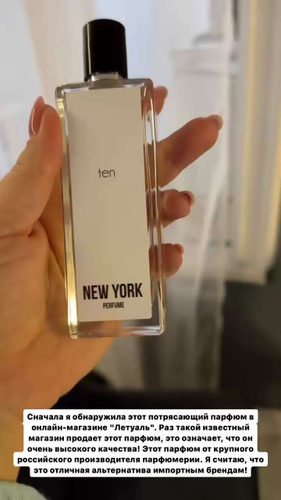 ten
NEW YORK
PERFUME
Сначала я обнаружила этот потрясающий парфюм в
онлайн-магазине "Летуаль". Раз такой известный
магазин продает этот парфюм, это означает, что он
очень высокого качества! Этот парфюм от крупного
российского производителя парфюмерии. Я считаю, что
это отличная альтернатива импортным брендам!